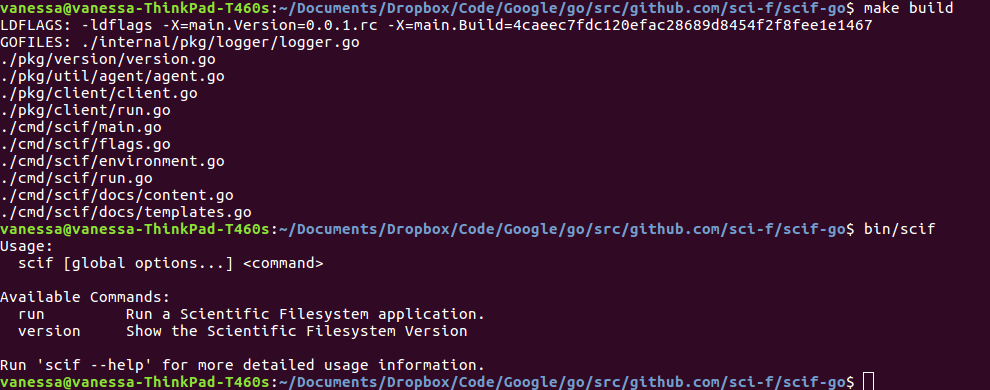 vanessa@vanessa-ThinkPad-T460s:~/Documents/Dropbox/Code/Google/go/src/github.com/sci-f/scif-go$ make build
LDFLAGS: -ldflags -X=main.Version=0.0.1.rc -X=main.Build=4caeec7fdc120efac28689d8454f2f8fee1e1467
GOFILES: ./internal/pkg/logger/logger.go
./pkg/version/version.go
./pkg/util/agent/agent.go
./pkg/client/client.go
./pkg/client/run.go
./cmd/scif/main.go
./cmd/scif/flags.go
./cmd/scif/environment.go
./cmd/scif/run.go
./cmd/scif/docs/content.go
./cmd/scif/docs/templates.go
vanessa@vanessa-ThinkPad-T460s:~/Documents/Dropbox/Code/Google/go/src/github.com/sci-f/scif-go$ bin/scif
Usage:
  scif [global options...] <command>

Available Commands:
  run         Run a Scientific Filesystem application.
  version     Show the Scientific Filesystem Version

Run 'scif --help' for more detailed usage information.
vanessa@vanessa-ThinkPad-T460s:~/Documents/Dropbox/Code/Google/go/src/github.com/sci-f/scif-go$